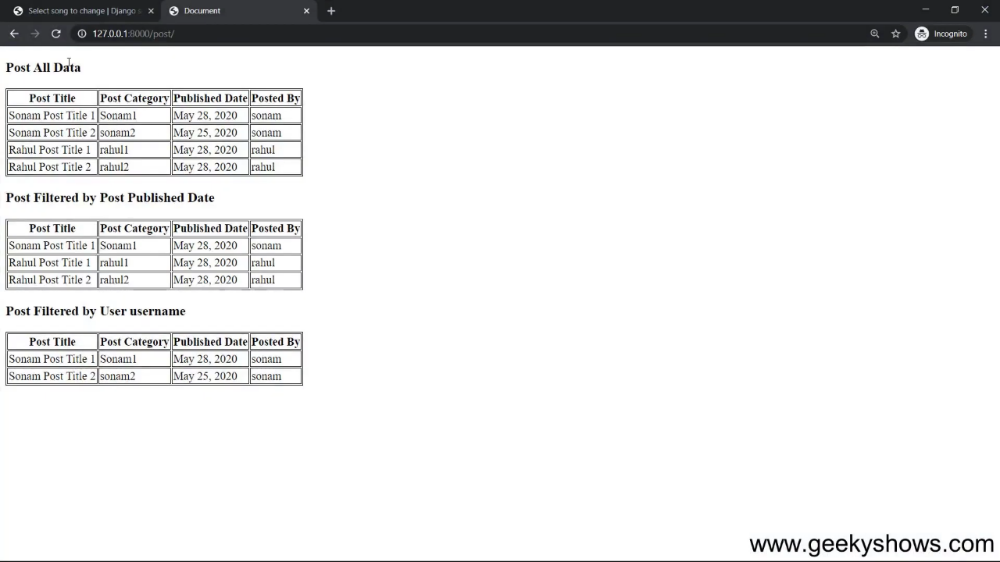 Select song to change | Django s
Document
127.0.0.1:8000/post/
Incognito
Post All Data
Post Title Post Category Published Date Posted By
Sonam Post Title 1 Sonam1 May 28, 2020 sonam
Sonam Post Title 2 sonam2 May 25, 2020 sonam
Rahul Post Title 1 rahul1 May 28, 2020 rahul
Rahul Post Title 2 rahul2 May 28, 2020 rahul
Post Filtered by Post Published Date
Post Title Post Category Published Date Posted By
Sonam Post Title 1 Sonam1 May 28, 2020 sonam
Rahul Post Title 1 rahul1 May 28, 2020 rahul
Rahul Post Title 2 rahul2 May 28, 2020 rahul
Post Filtered by User username
Post Title Post Category Published Date Posted By
Sonam Post Title 1 Sonam1 May 28, 2020 sonam
Sonam Post Title 2 sonam2 May 25, 2020 sonam
www.geekyshows.com